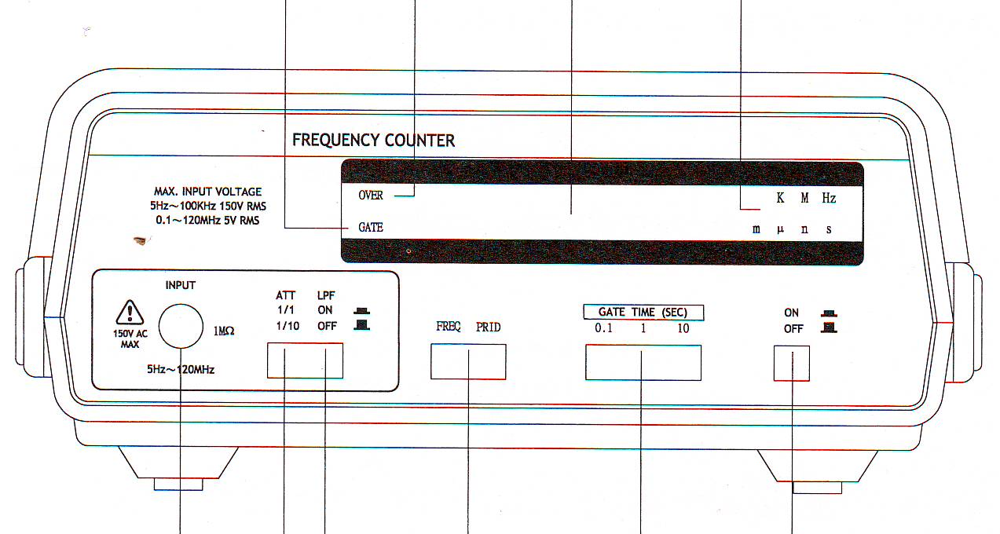 FREQUENCY COUNTER
MAX. INPUT VOLTAGE
5Hz~100KHz 150V RMS
0.1~120MHz 5V RMS
OVER
K M Hz
GATE
m μ n s
INPUT
150V AC
MAX
1MΩ
5Hz~120MHz
ATT LPF
1/1 ON
1/10 OFF
FREQ PRID
GATE TIME (SEC)
0.1 1 10
ON
OFF